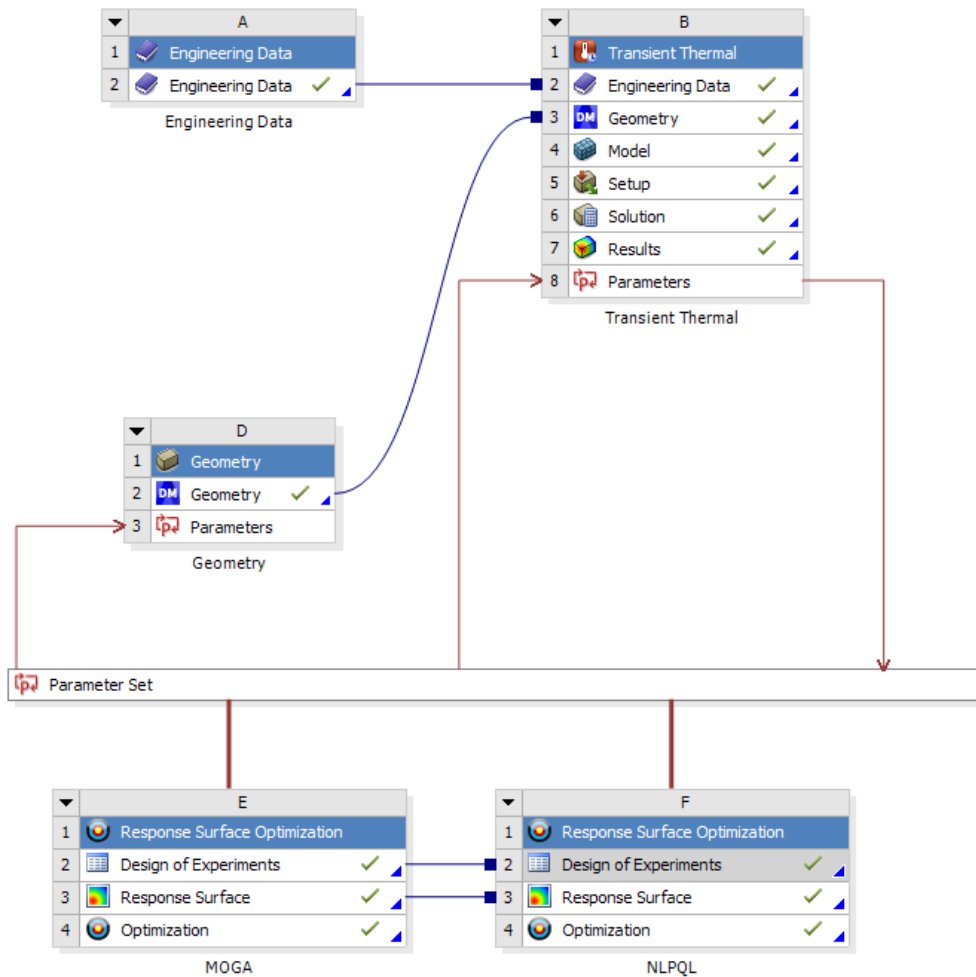 A
1 Engineering Data
2 Engineering Data
Engineering Data
B
1 Transient Thermal
2 Engineering Data
3 DM Geometry
4 Model
5 Setup
6 Solution
7 Results
8 Parameters
Transient Thermal
D
1 Geometry
2 DM Geometry
3 Parameters
Geometry
Parameter Set
E
1 Response Surface Optimization
2 Design of Experiments
3 Response Surface
4 Optimization
MOGA
F
1 Response Surface Optimization
2 Design of Experiments
3 Response Surface
4 Optimization
NLPQL